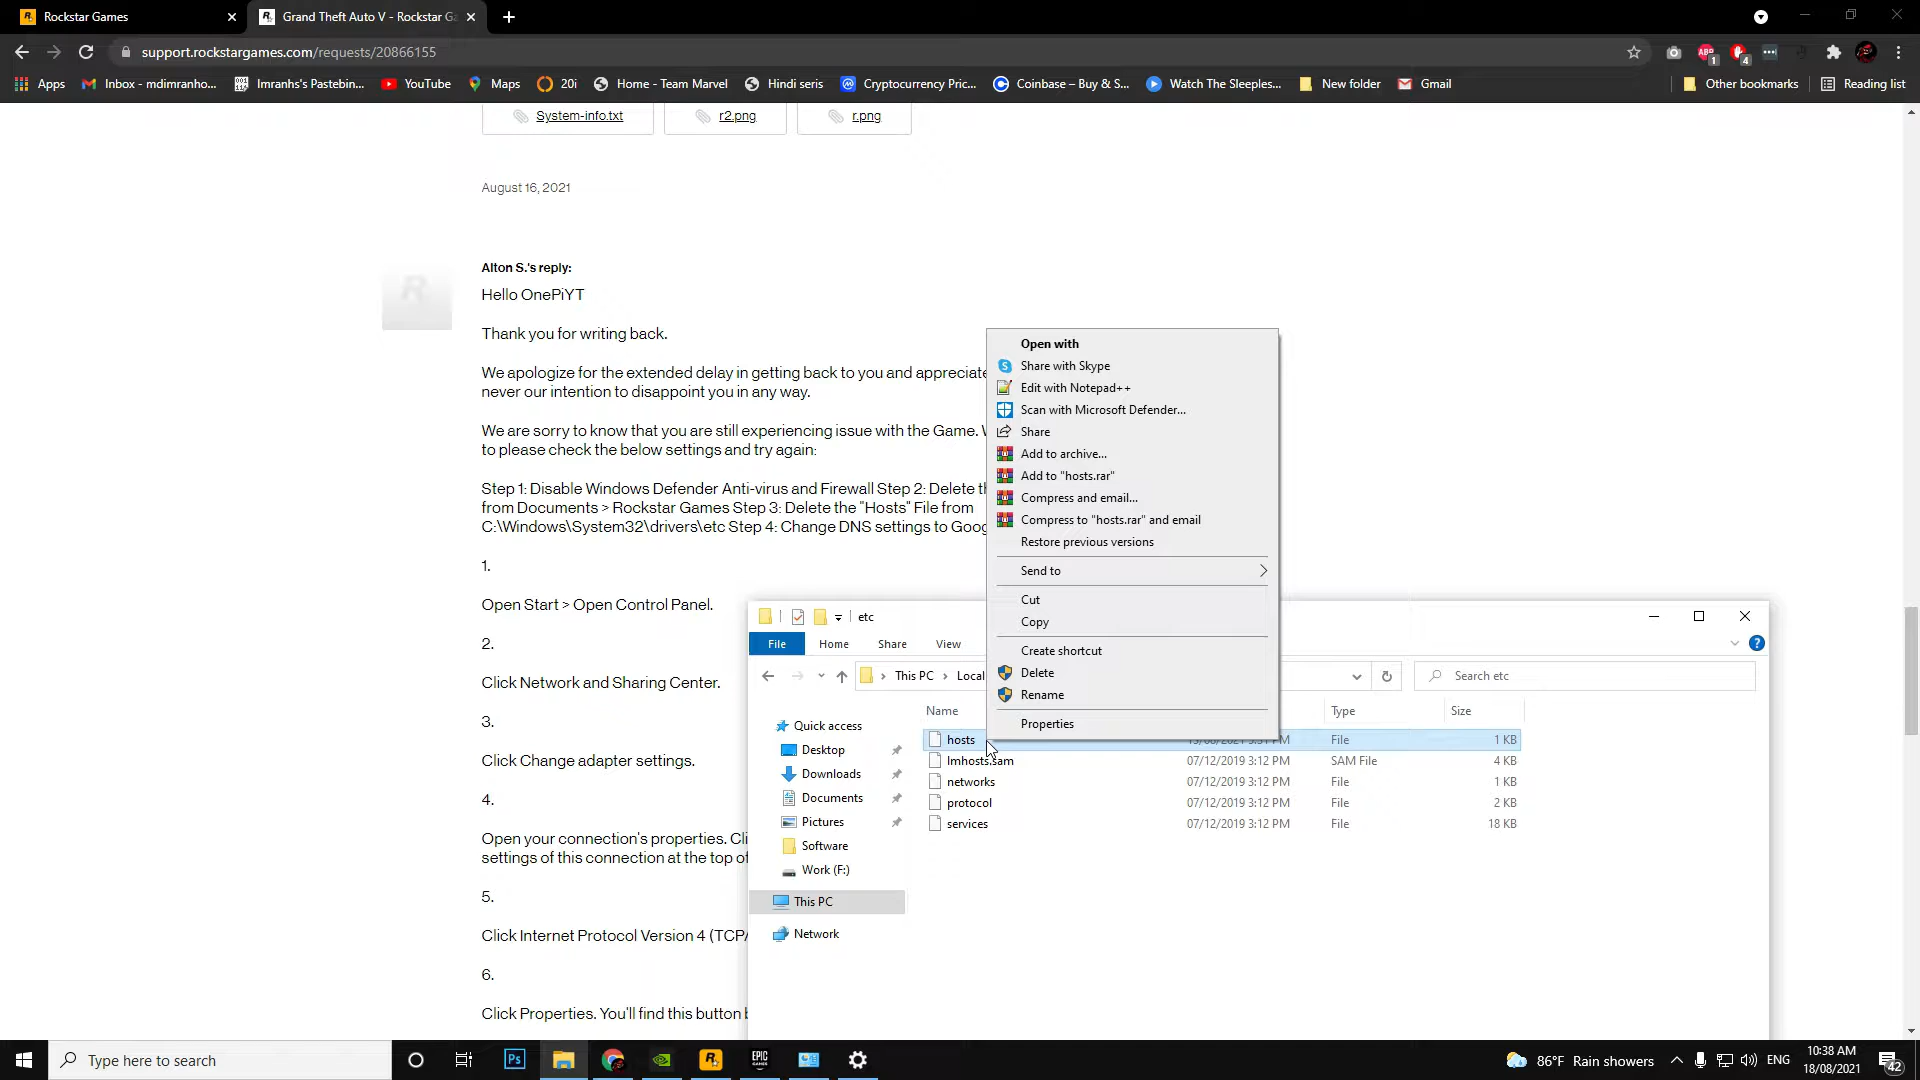 Rockstar Games
Grand Theft Auto V - Rockstar Ga
support.rockstargames.com/requests/20866155
ABP
1
4
Apps
Inbox - mdimranho...
Imranhs's Pastebin...
YouTube
Maps
20i
Home - Team Marvel
Hindi seris
Cryptocurrency Pric...
Coinbase – Buy & S...
Watch The Sleeples...
New folder
Gmail
Other bookmarks
Reading list
System-info.txt
r2.png
r.png
August 16, 2021
Alton S.'s reply:
Hello OnePiYT
Thank you for writing back.
We apologize for the extended delay in getting back to you and appreciate
never our intention to disappoint you in any way.
We are sorry to know that you are still experiencing issue with the Game. W
to please check the below settings and try again:
Step 1: Disable Windows Defender Anti-virus and Firewall Step 2: Delete th
from Documents > Rockstar Games Step 3: Delete the "Hosts" File from
C:\Windows\System32\drivers\etc Step 4: Change DNS settings to Goog
1.
Open Start > Open Control Panel.
2.
Click Network and Sharing Center.
3.
Click Change adapter settings.
4.
Open your connection's properties. Cli
settings of this connection at the top of
5.
Click Internet Protocol Version 4 (TCP/
6.
Click Properties. You'll find this button b
Open with
Share with Skype
Edit with Notepad++
Scan with Microsoft Defender...
Share
Add to archive...
Add to "hosts.rar"
Compress and email...
Compress to "hosts.rar" and email
Restore previous versions
Send to
Cut
Copy
Create shortcut
Delete
Rename
Properties
etc
File
Home
Share
View
This PC
Local
Search etc
Name
Type
Size
Quick access
Desktop
Downloads
Documents
Pictures
Software
Work (F:)
This PC
Network
hosts
File
1 KB
lmhosts.sam
07/12/2019 3:12 PM
SAM File
4 KB
networks
07/12/2019 3:12 PM
File
1 KB
protocol
07/12/2019 3:12 PM
File
2 KB
services
07/12/2019 3:12 PM
File
18 KB
Type here to search
Ps
EPIC GAMES
86°F Rain showers
ENG
10:38 AM
18/08/2021
42